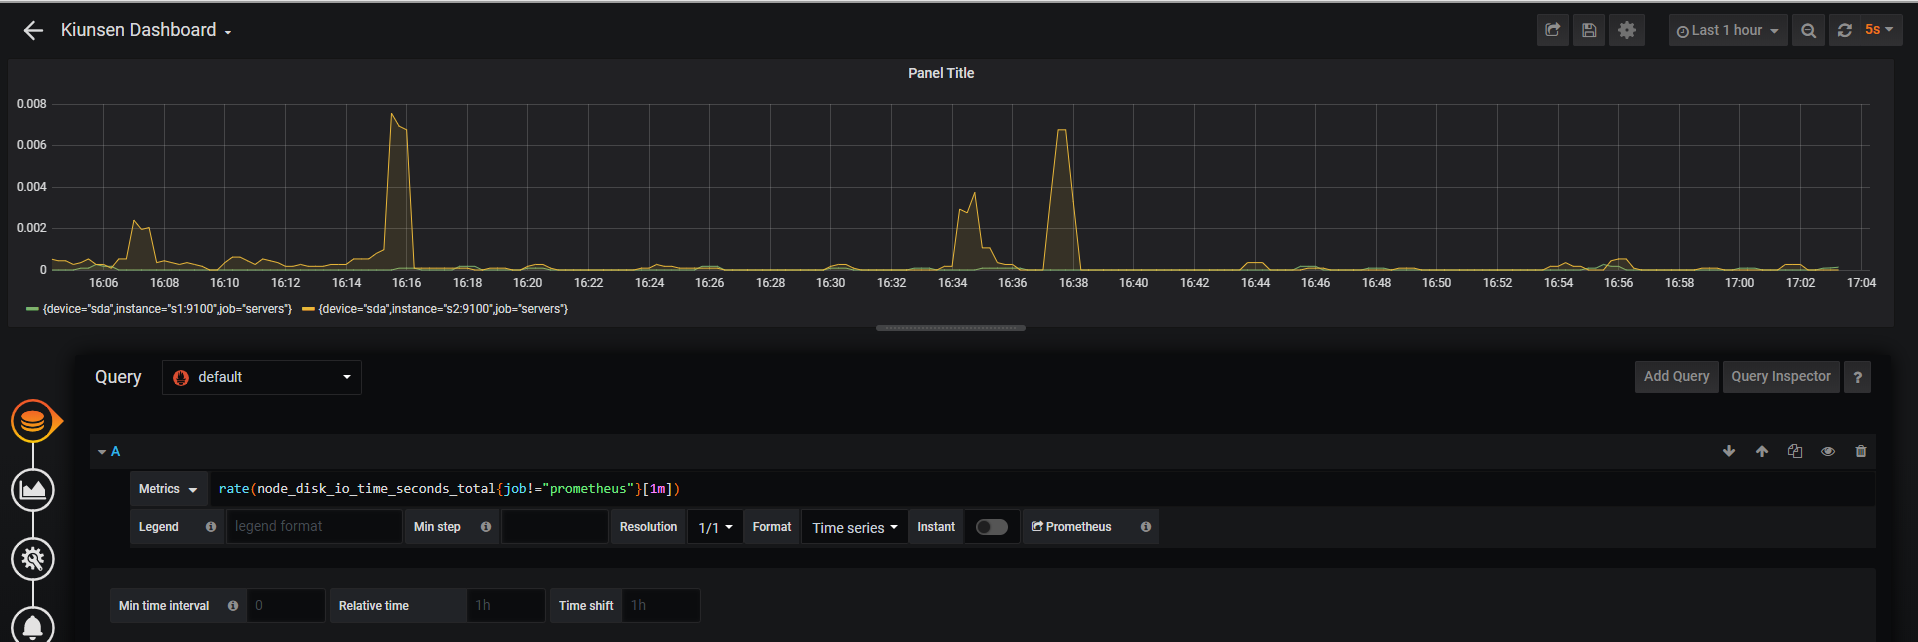 Kiunsen Dashboard
Last 1 hour
5s
Panel Title
0.008
0.006
0.004
0.002
0
16:06 16:08 16:10 16:12 16:14 16:16 16:18 16:20 16:22 16:24 16:26 16:28 16:30 16:32 16:34 16:36 16:38 16:40 16:42 16:44 16:46 16:48 16:50 16:52 16:54 16:56 16:58 17:00 17:02 17:04
{device="sda",instance="s1:9100",job="servers"} {device="sda",instance="s2:9100",job="servers"}
Query default Add Query Query Inspector ?
A
Metrics rate(node_disk_io_time_seconds_total{job!="prometheus"}[1m])
Legend legend format Min step Resolution 1/1 Format Time series Instant Prometheus
Min time interval 0 Relative time 1h Time shift 1h